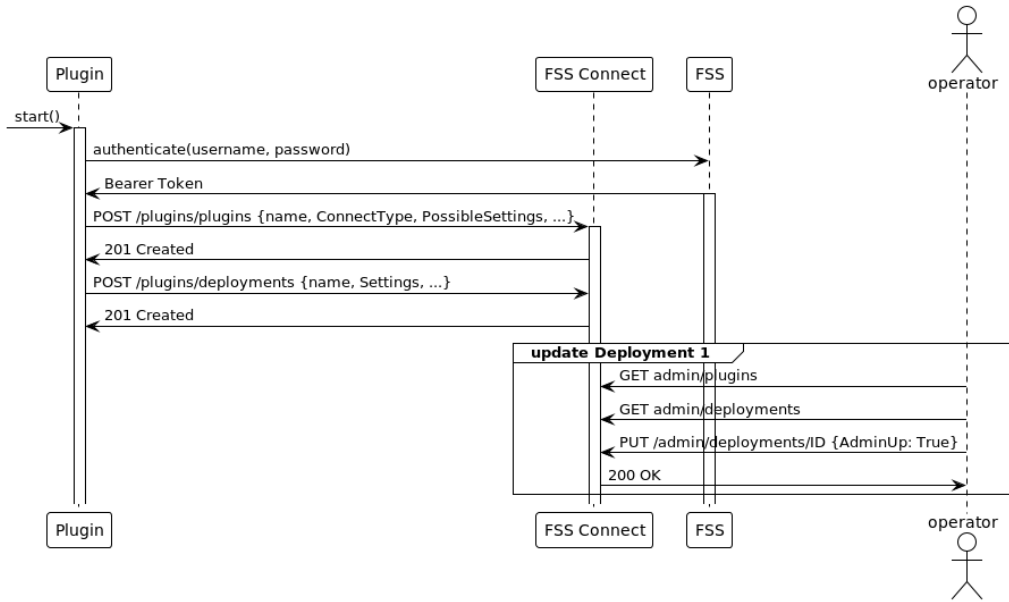 Plugin
FSS Connect
FSS
operator
start()
authenticate(username, password)
Bearer Token
POST /plugins/plugins {name, ConnectType, PossibleSettings, ...}
201 Created
POST /plugins/deployments {name, Settings, ...}
201 Created
update Deployment 1
GET admin/plugins
GET admin/deployments
PUT /admin/deployments/ID {AdminUp: True}
200 OK
Plugin
FSS Connect
FSS
operator